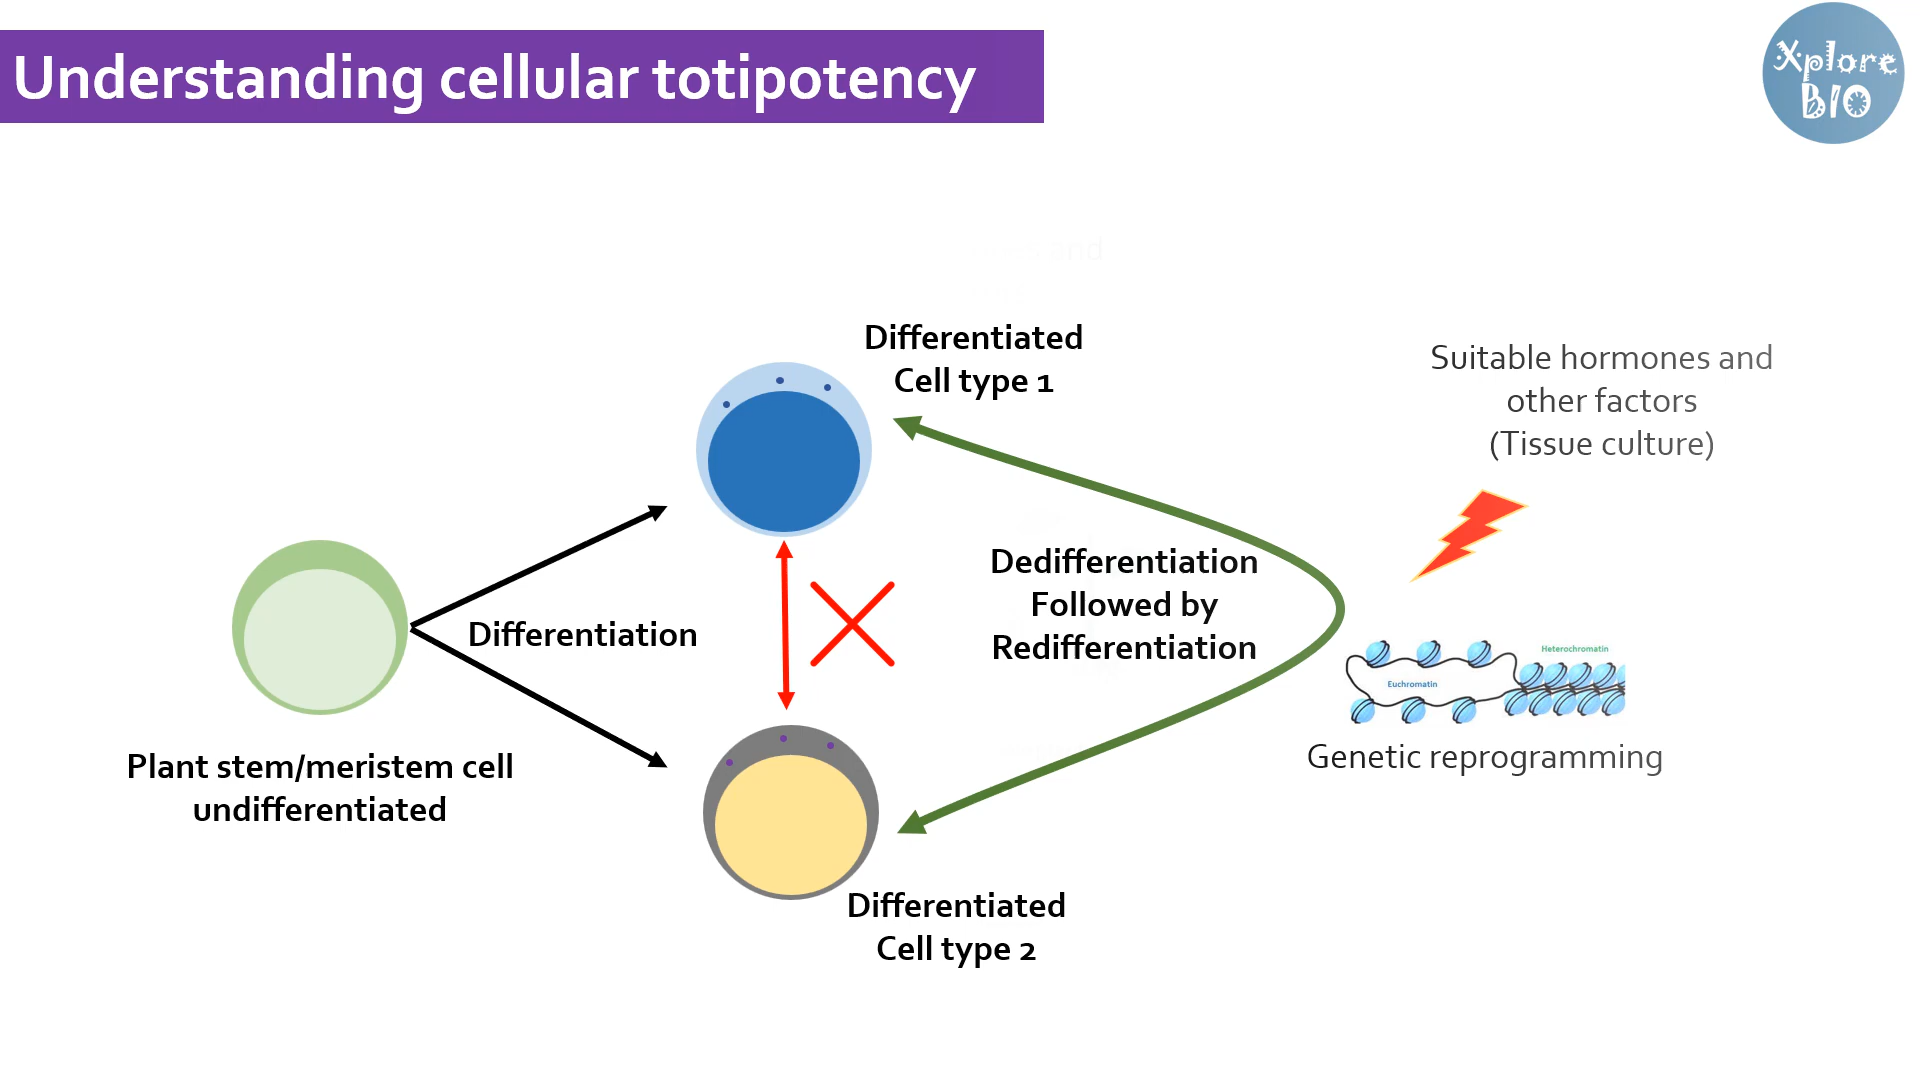 Understanding cellular totipotency
Xplore
BIO
Differentiated
Cell type 1
Suitable hormones and
other factors
(Tissue culture)
Differentiation
Dedifferentiation
Followed by
Redifferentiation
Heterochromatin
Euchromatin
Plant stem/meristem cell
undifferentiated
Genetic reprogramming
Differentiated
Cell type 2